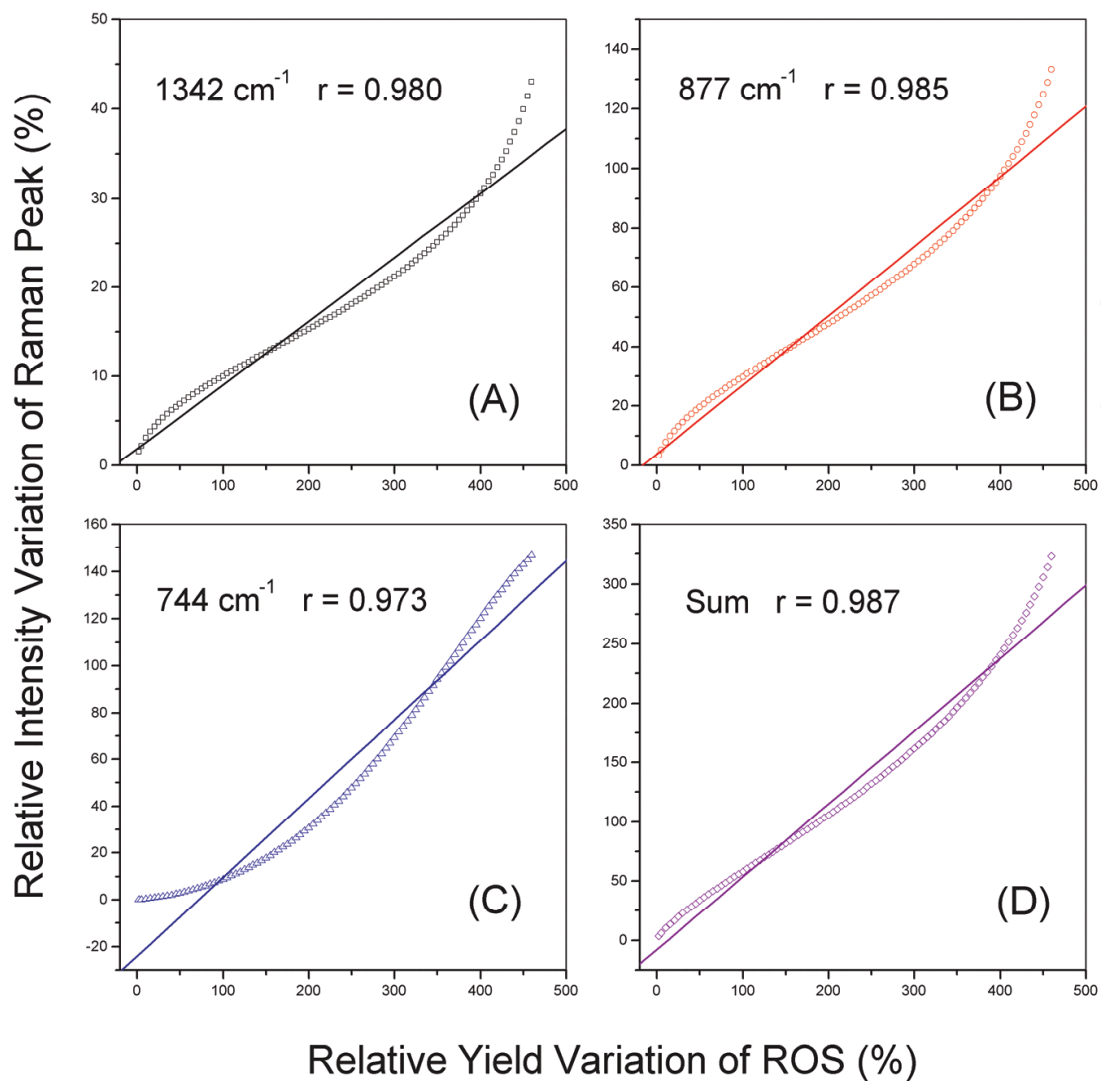 Relative Intensity Variation of Raman Peak (%)
50
40
30
20
10
0
1342 cm⁻¹ r = 0.980
(A)
0 100 200 300 400 500
140
120
100
80
60
40
20
0
877 cm⁻¹ r = 0.985
(B)
0 100 200 300 400 500
160
140
120
100
80
60
40
20
0
-20
744 cm⁻¹ r = 0.973
(C)
0 100 200 300 400 500
350
300
250
200
150
100
50
0
Sum r = 0.987
(D)
0 100 200 300 400 500
Relative Yield Variation of ROS (%)